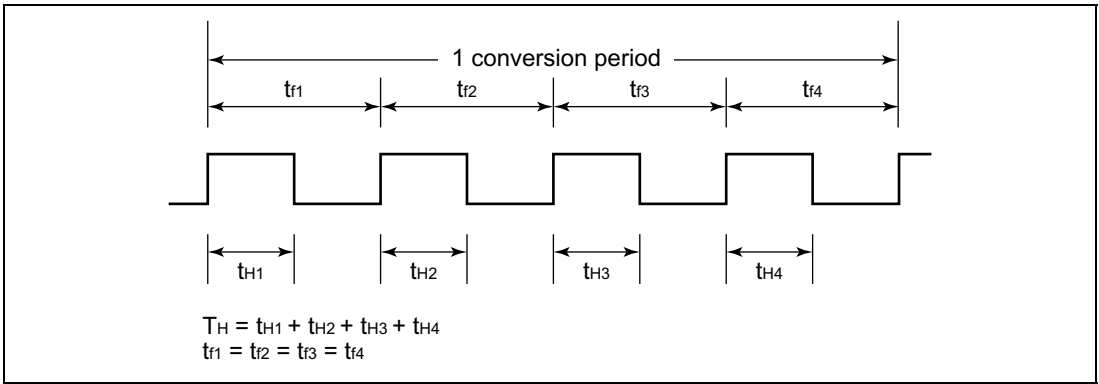 1 conversion period
tf1 tf2 tf3 tf4
tH1 tH2 tH3 tH4
TH = tH1 + tH2 + tH3 + tH4
tf1 = tf2 = tf3 = tf4